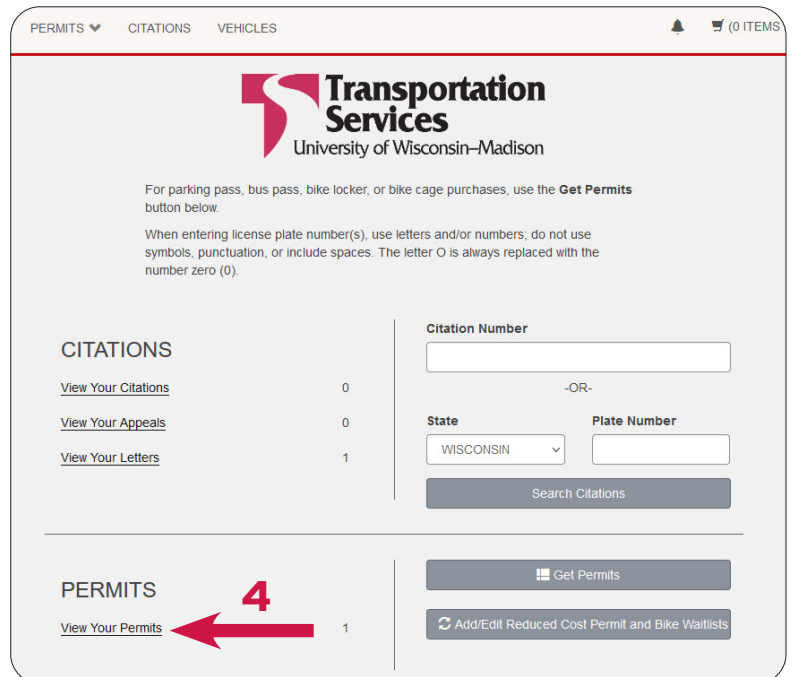 PERMITS CITATIONS VEHICLES (0 ITEMS
Transportation
Services
University of Wisconsin–Madison
For parking pass, bus pass, bike locker, or bike cage purchases, use the Get Permits
button below.
When entering license plate number(s), use letters and/or numbers; do not use
symbols, punctuation, or include spaces. The letter O is always replaced with the
number zero (0).
CITATIONS
View Your Citations 0
View Your Appeals 0
View Your Letters 1
Citation Number
-OR-
State Plate Number
WISCONSIN
Search Citations
PERMITS
4
View Your Permits 1
Get Permits
Add/Edit Reduced Cost Permit and Bike Waitlists